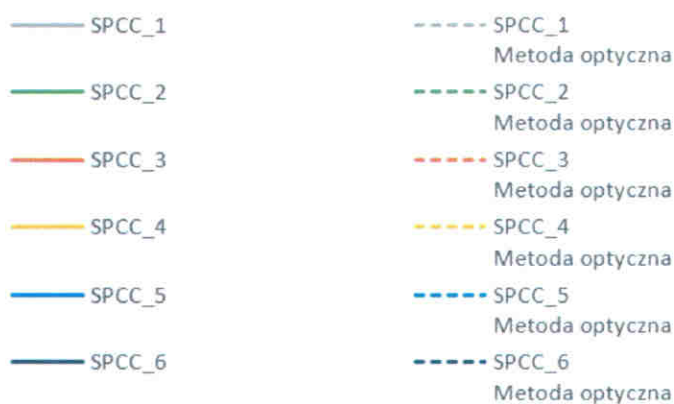 SPCC_1
SPCC_1
Metoda optyczna
SPCC_2
SPCC_2
Metoda optyczna
SPCC_3
SPCC_3
Metoda optyczna
SPCC_4
SPCC_4
Metoda optyczna
SPCC_5
SPCC_5
Metoda optyczna
SPCC_6
SPCC_6
Metoda optyczna